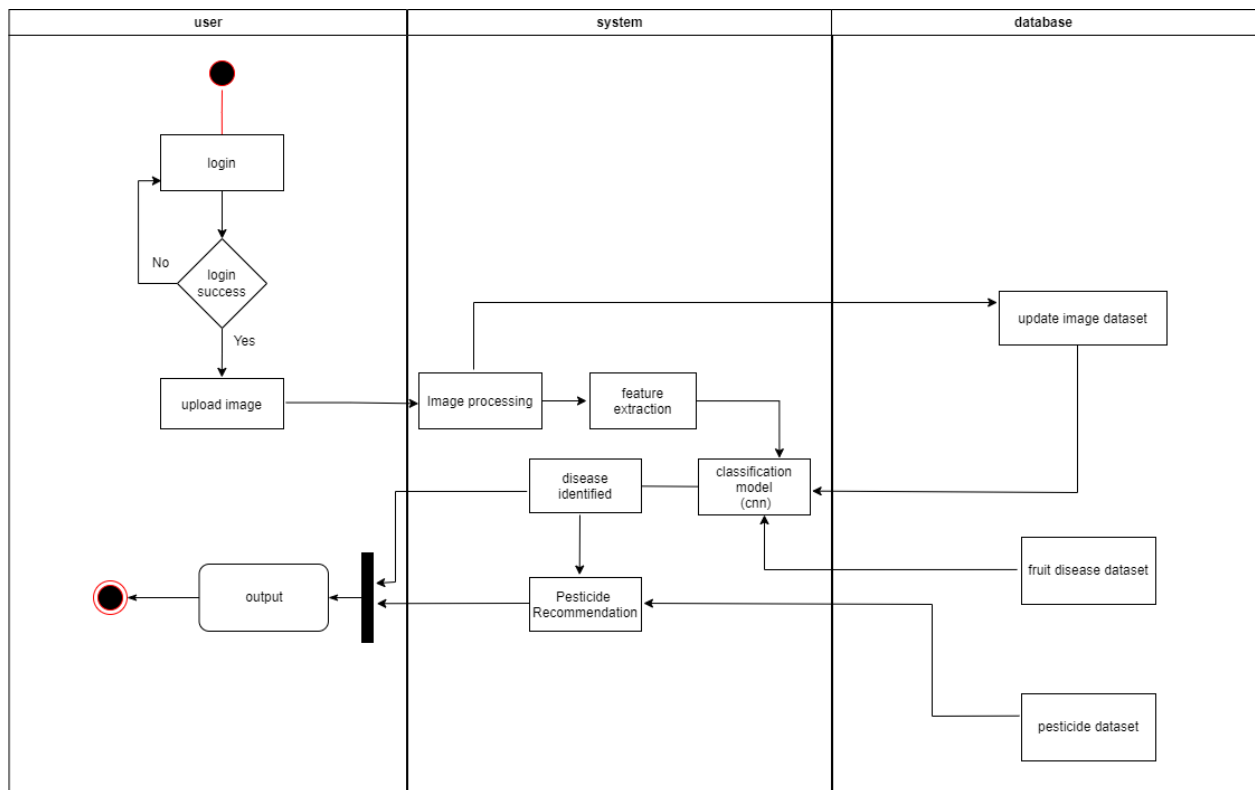 user
system
database
login
No
login
success
Yes
upload image
Image processing
feature
extraction
update image dataset
disease
identified
classification
model
(cnn)
fruit disease dataset
output
Pesticide
Recommendation
pesticide dataset